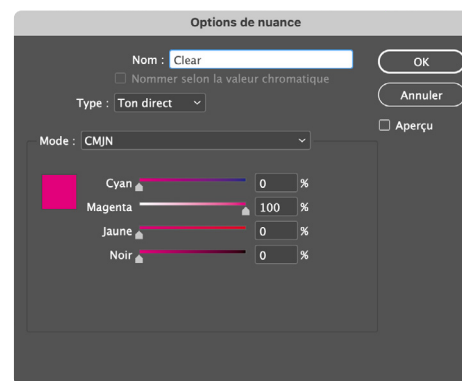 Options de nuance
Nom : Clear
OK
Nommer selon la valeur chromatique
Annuler
Type : Ton direct
Aperçu
Mode : CMJN
Cyan 0 %
Magenta 100 %
Jaune 0 %
Noir 0 %